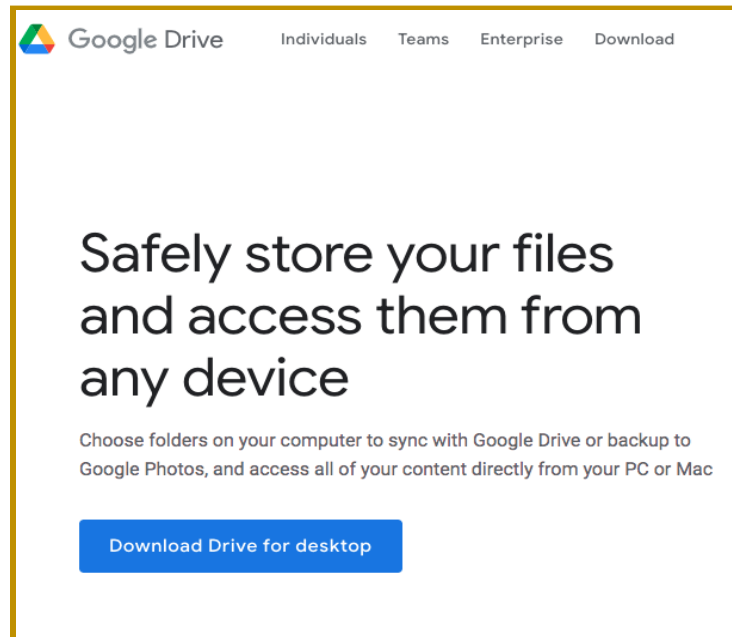 Google Drive Individuals Teams Enterprise Download
Safely store your files
and access them from
any device
Choose folders on your computer to sync with Google Drive or backup to
Google Photos, and access all of your content directly from your PC or Mac
Download Drive for desktop